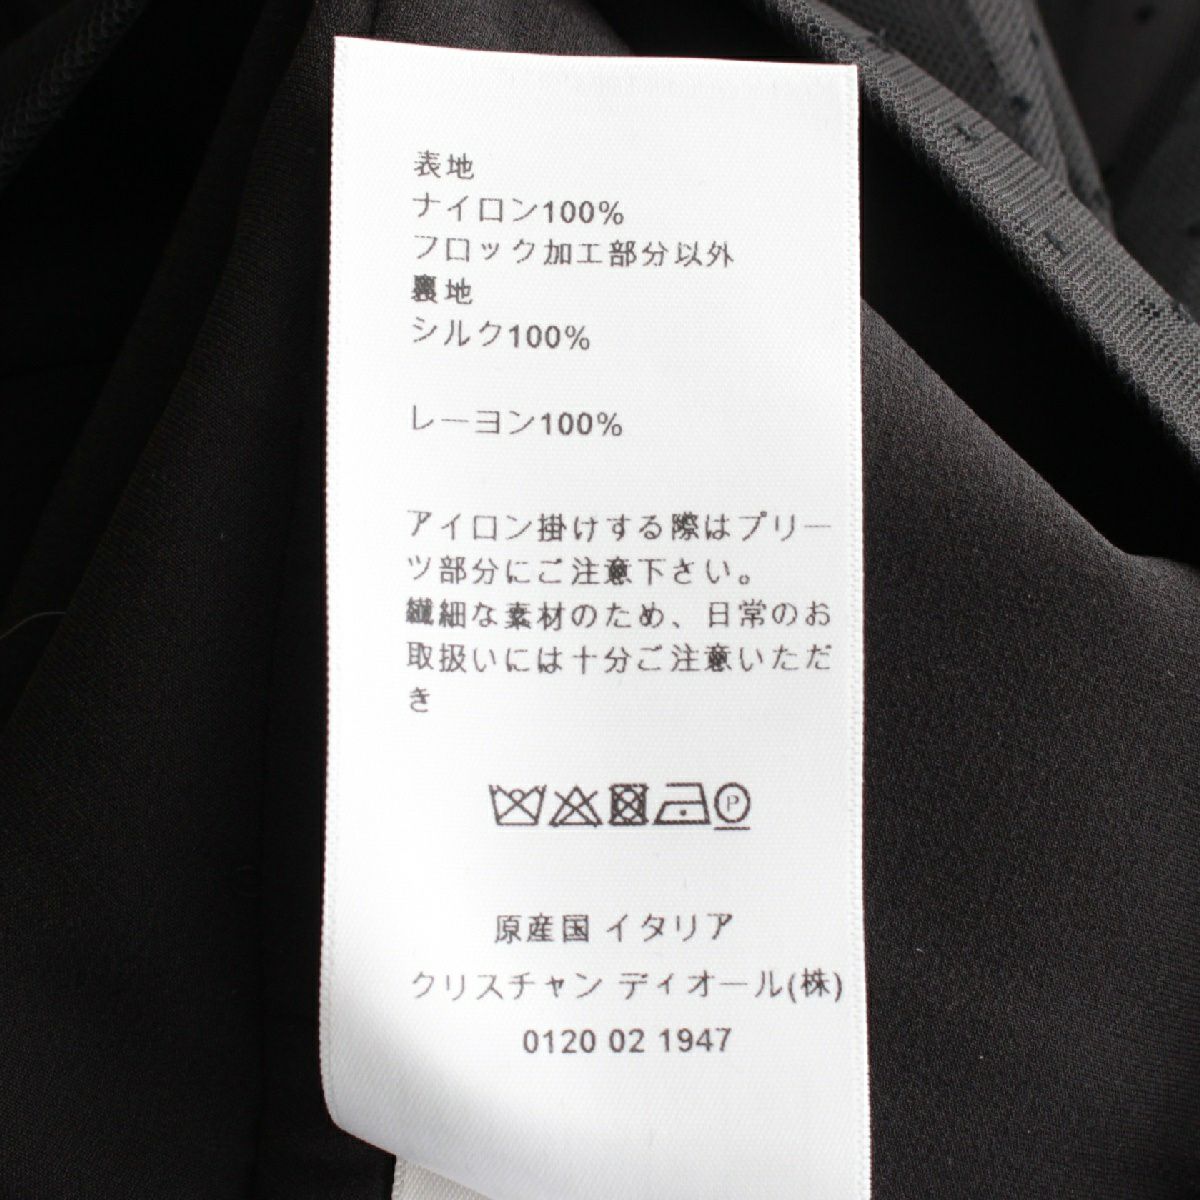 表地
ナイロン100%
フロック加工部分以外
裏地
シルク100%
レーヨン100%
アイロン掛けする際はプリー
ツ部分にご注意下さい。
繊細な素材のため、日常のお
取扱いには十分ご注意いただ
き
P
原産国 イタリア
クリスチャン ディオール(株)
0120 02 1947